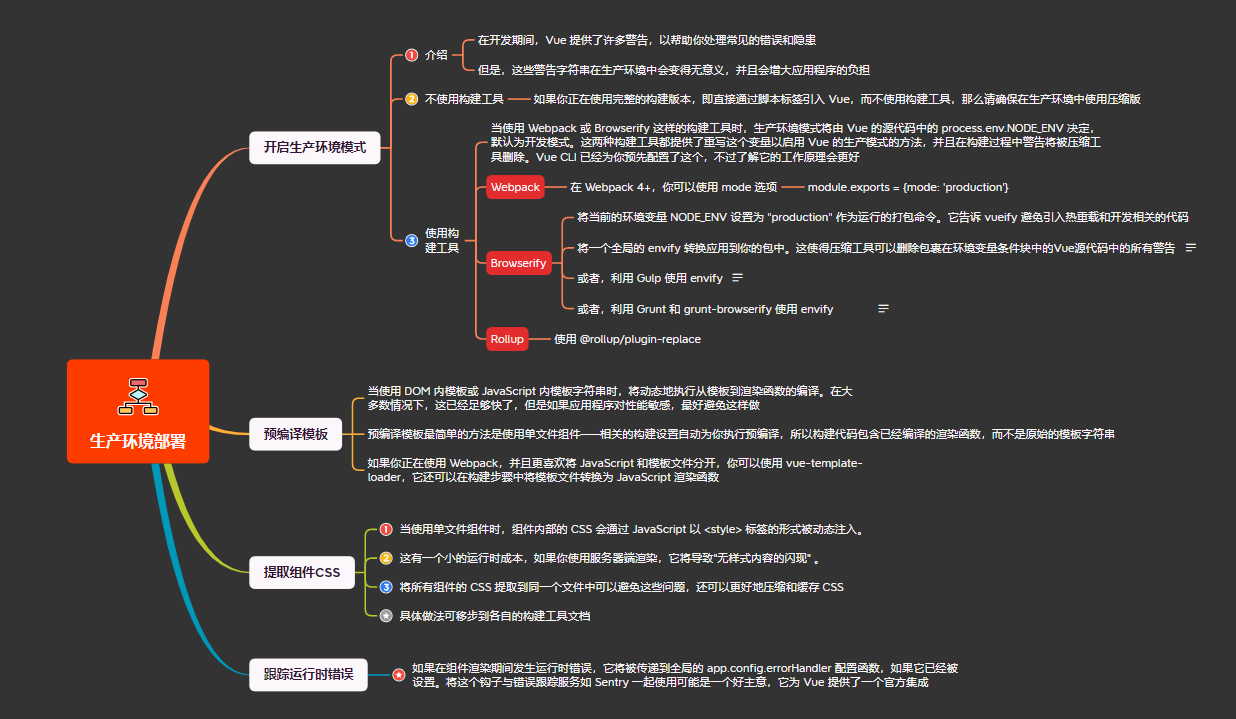 生产环境部署
开启生产环境模式
1 介绍
在开发期间，Vue 提供了许多警告，以帮助你处理常见的错误和隐患
但是，这些警告字符串在生产环境中会变得无意义，并且会增大应用程序的负担
2 不使用构建工具
如果你正在使用完整的构建版本，即直接通过脚本标签引入 Vue，而不使用构建工具，那么请确保在生产环境中使用压缩版
3 使用构
建工具
当使用 Webpack 或 Browserify 这样的构建工具时，生产环境模式将由 Vue 的源代码中的 process.env.NODE_ENV 决定，
默认为开发模式。这两种构建工具都提供了重写这个变量以启用 Vue 的生产模式的方法，并且在构建过程中警告将被压缩工
具删除。Vue CLI 已经为你预先配置了这个，不过了解它的工作原理会更好
Webpack
在 Webpack 4+，你可以使用 mode 选项
module.exports = {mode: 'production'}
Browserify
将当前的环境变量 NODE_ENV 设置为 "production" 作为运行的打包命令。它告诉 vueify 避免引入热重载和开发相关的代码
将一个全局的 envify 转换应用到你的包中。这使得压缩工具可以删除包裹在环境变量条件块中的Vue源代码中的所有警告
或者，利用 Gulp 使用 envify
或者，利用 Grunt 和 grunt-browserify 使用 envify
Rollup
使用 @rollup/plugin-replace
预编译模板
当使用 DOM 内模板或 JavaScript 内模板字符串时，将动态地执行从模板到渲染函数的编译。在大
多数情况下，这已经足够快了，但是如果应用程序对性能敏感，最好避免这样做
预编译模板最简单的方法是使用单文件组件——相关的构建设置自动为你执行预编译，所以构建代码包含已经编译的渲染函数，而不是原始的模板字符串
如果你正在使用 Webpack，并且更喜欢将 JavaScript 和模板文件分开，你可以使用 vue-template-
loader，它还可以在构建步骤中将模板文件转换为 JavaScript 渲染函数
提取组件CSS
1 当使用单文件组件时，组件内部的 CSS 会通过 JavaScript 以 <style> 标签的形式被动态注入。
2 这有一个小的运行时成本，如果你使用服务器端渲染，它将导致"无样式内容的闪现" 。
3 将所有组件的 CSS 提取到同一个文件中可以避免这些问题，还可以更好地压缩和缓存 CSS
具体做法可移步到各自的构建工具文档
跟踪运行时错误
如果在组件渲染期间发生运行时错误，它将被传递到全局的 app.config.errorHandler 配置函数，如果它已经被
设置。将这个钩子与错误跟踪服务如 Sentry 一起使用可能是一个好主意，它为 Vue 提供了一个官方集成